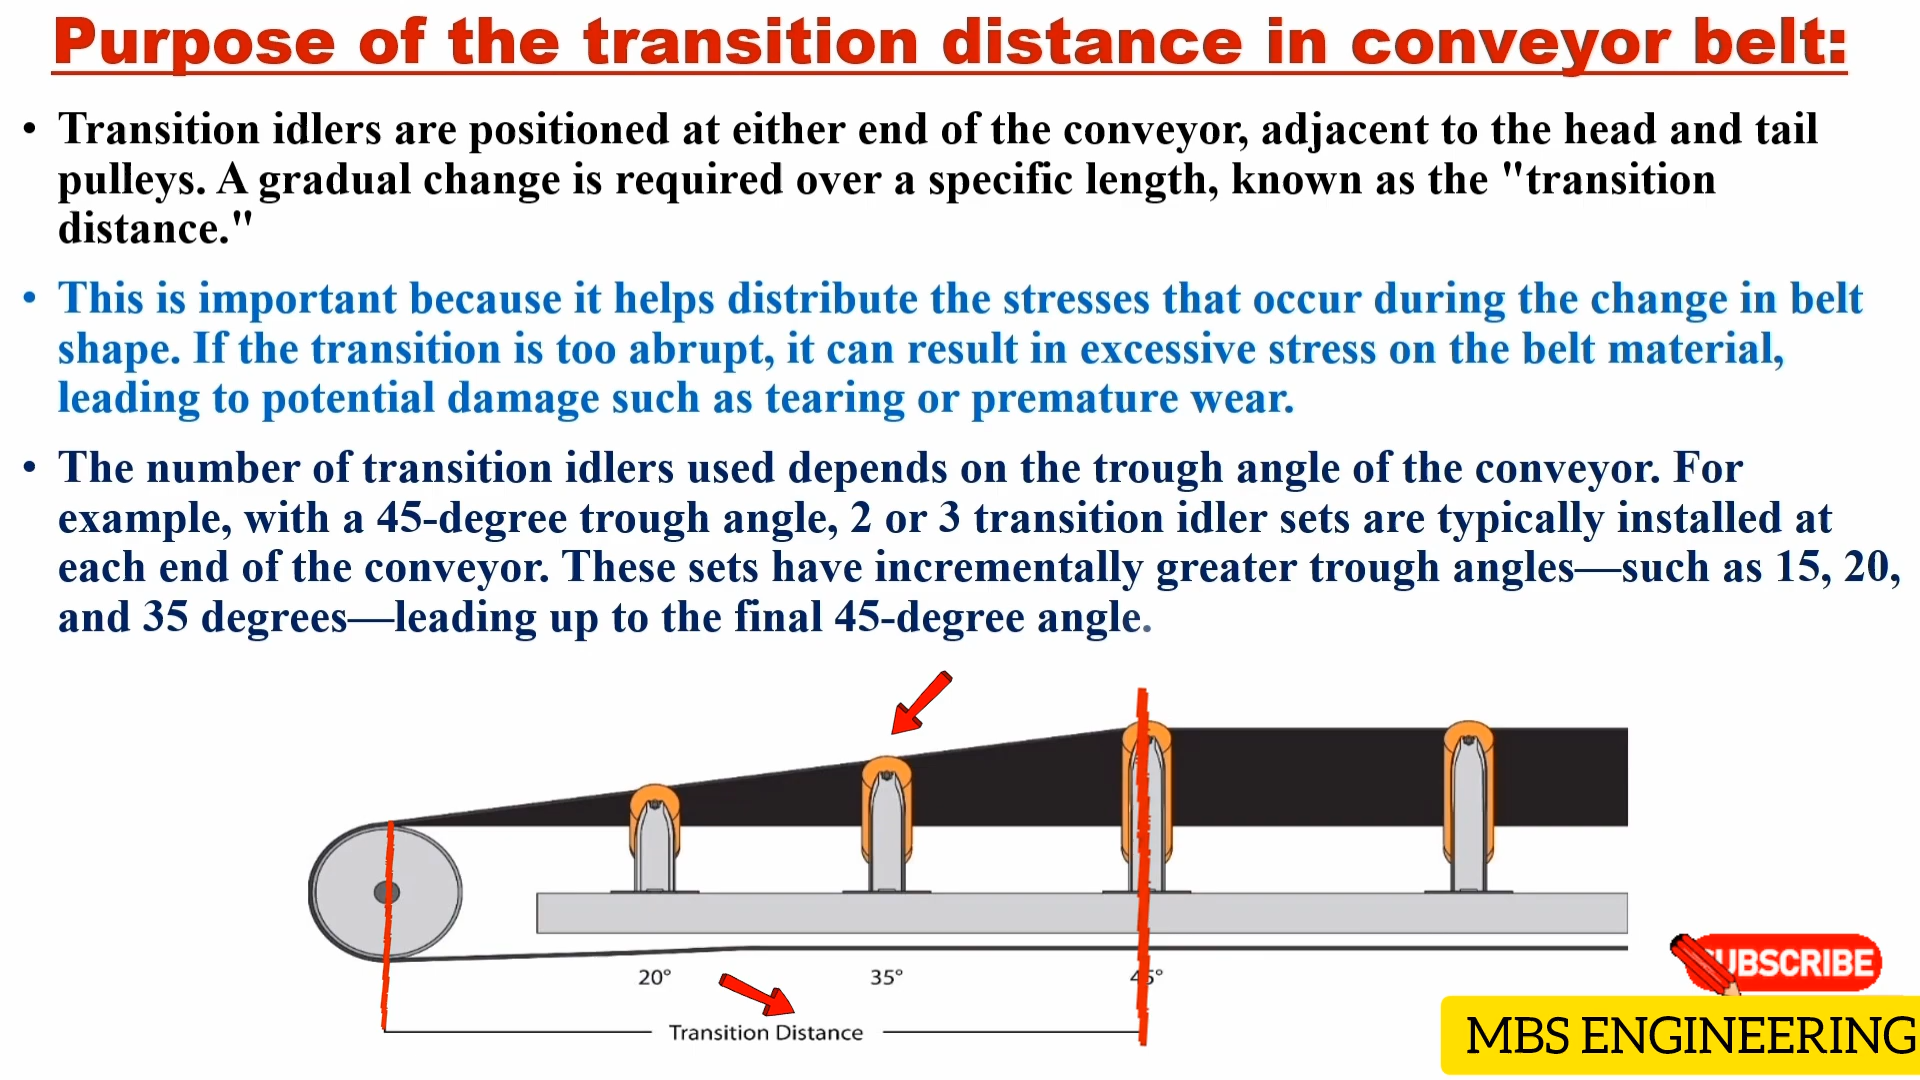 Purpose of the transition distance in conveyor belt:
• Transition idlers are positioned at either end of the conveyor, adjacent to the head and tail
pulleys. A gradual change is required over a specific length, known as the "transition
distance."
• This is important because it helps distribute the stresses that occur during the change in belt
shape. If the transition is too abrupt, it can result in excessive stress on the belt material,
leading to potential damage such as tearing or premature wear.
• The number of transition idlers used depends on the trough angle of the conveyor. For
example, with a 45-degree trough angle, 2 or 3 transition idler sets are typically installed at
each end of the conveyor. These sets have incrementally greater trough angles—such as 15, 20,
and 35 degrees—leading up to the final 45-degree angle.
20° 35° 45°
Transition Distance
SUBSCRIBE
MBS ENGINEERING